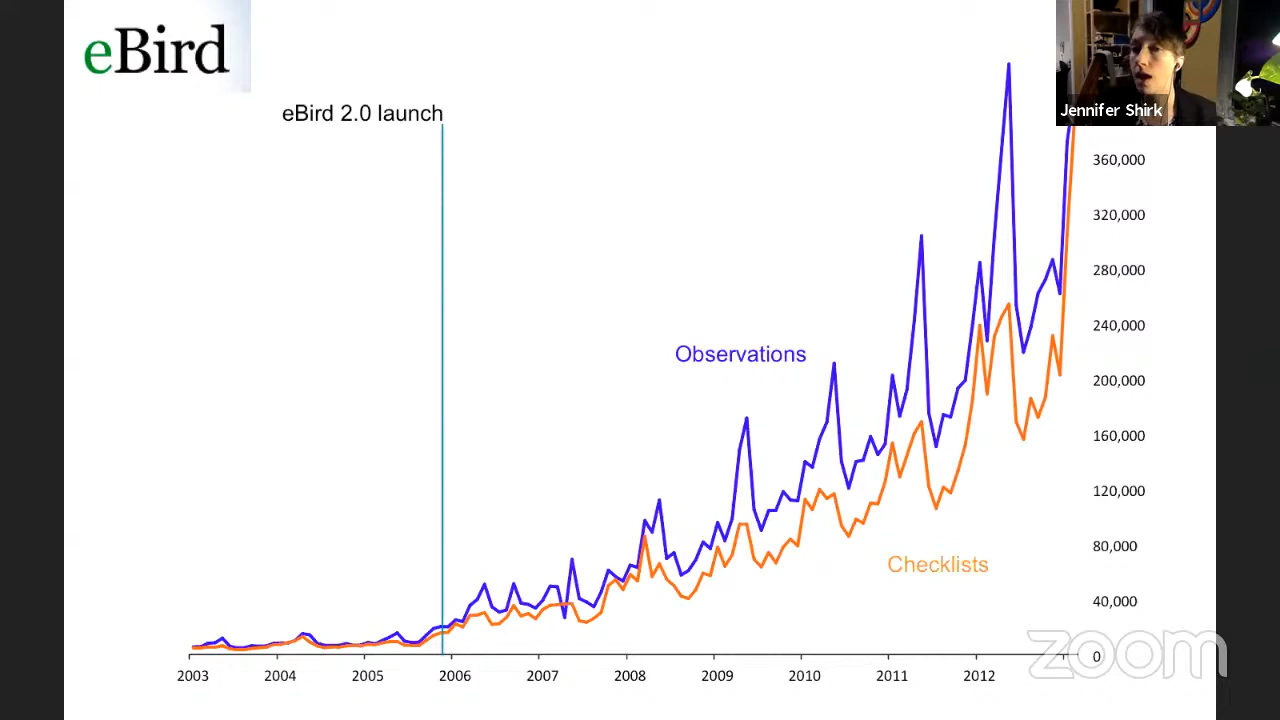 eBird
eBird 2.0 launch
Jennifer Shirk
360,000
320,000
280,000
240,000
200,000
160,000
120,000
80,000
40,000
0
Observations
Checklists
zoom
2003 2004 2005 2006 2007 2008 2009 2010 2011 2012